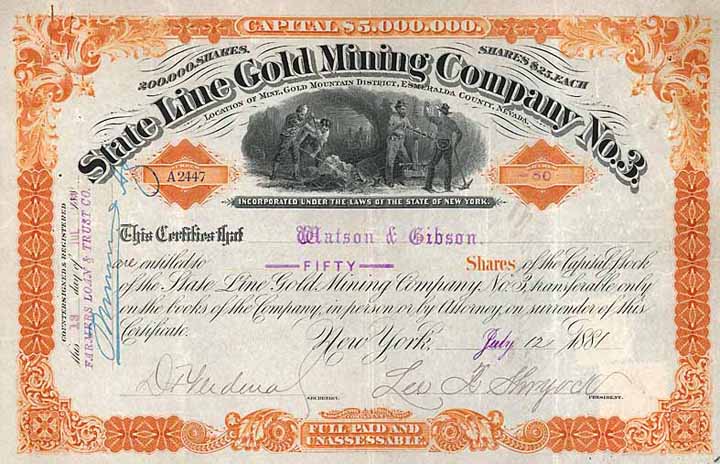 CAPITAL $5,000,000.
200,000 SHARES. SHARES $25 EACH
State Line Gold Mining Company No. 3.
LOCATION OF MINE, GOLD MOUNTAIN DISTRICT, ESMERALDA COUNTY, NEVADA.
A2447
-50
INCORPORATED UNDER THE LAWS OF THE STATE OF NEW YORK.
This Certifies that Watson & Gibson.
are entitled to FIFTY Shares of the Capital Stock
of the State Line Gold Mining Company No. 3, transferable only
on the books of the Company, in person or by Attorney, on surrender of this
Certificate.
New York, July 12 1881
SECRETARY. PRESIDENT.
FULL PAID AND
UNASSESSABLE.
COUNTERSIGNED & REGISTERED
this 13 day of JUL
FARMERS LOAN & TRUST CO.